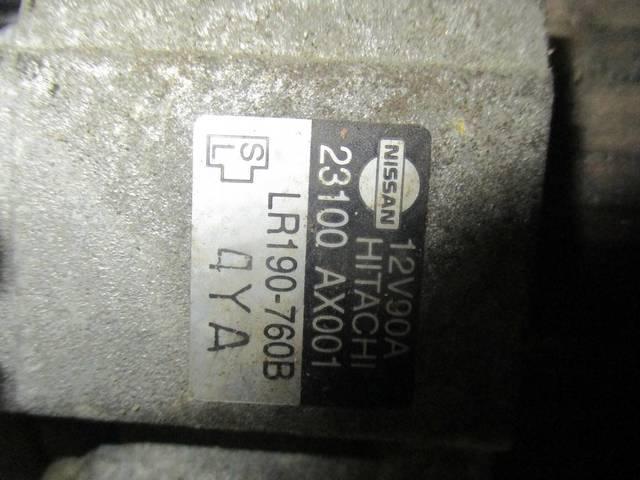 NISSAN
12V90A
HITACHI
23100 AX001
LR190-760B
S
L
4YA